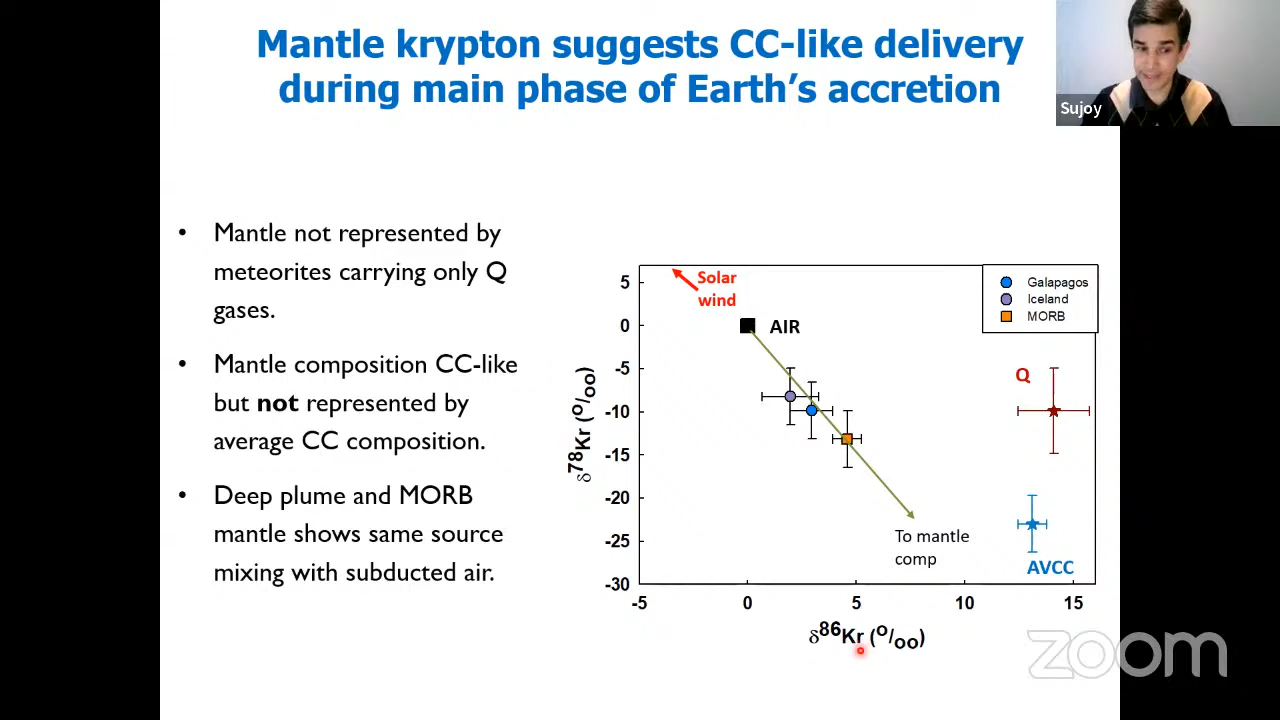 Mantle krypton suggests CC-like delivery
during main phase of Earth's accretion
Sujoy
• Mantle not represented by
meteorites carrying only Q
gases.
• Mantle composition CC-like
but not represented by
average CC composition.
• Deep plume and MORB
mantle shows same source
mixing with subducted air.
Solar
wind
AIR
Galapagos
Iceland
MORB
Q
AVCC
To mantle
comp
5
0
-5
-10
-15
-20
-25
-30
δ78Kr (o/oo)
-5 0 5 10 15
δ86Kr (o/oo)
zoom